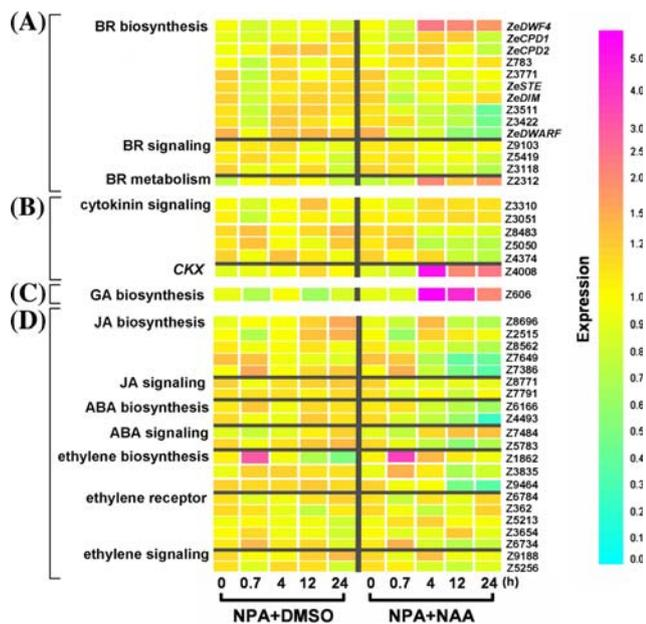 (A)
BR biosynthesis
ZeDWF4
ZeCPD1
ZeCPD2
Z783
Z3771
ZeSTE
ZeDIM
Z3511
Z3422
ZeDWARF
BR signaling
Z9103
Z5419
Z3118
BR metabolism
Z2312
(B)
cytokinin signaling
Z3310
Z3051
Z8483
Z5050
Z4374
CKX
Z4008
(C)
GA biosynthesis
Z606
(D)
JA biosynthesis
Z8696
Z2515
Z8562
Z7649
Z7386
JA signaling
Z8771
Z7791
ABA biosynthesis
Z6166
Z4493
ABA signaling
Z7484
Z5783
ethylene biosynthesis
Z1862
Z3835
Z9464
ethylene receptor
Z6784
Z362
Z5213
Z3654
Z6734
ethylene signaling
Z9188
Z5256
0 0.7 4 12 24 0 0.7 4 12 24 (h)
NPA+DMSO NPA+NAA
Expression
5.0
4.0
3.0
2.0
1.5
1.2
1.0
0.9
0.8
0.7
0.6
0.5
0.4
0.3
0.2
0.1
0.0